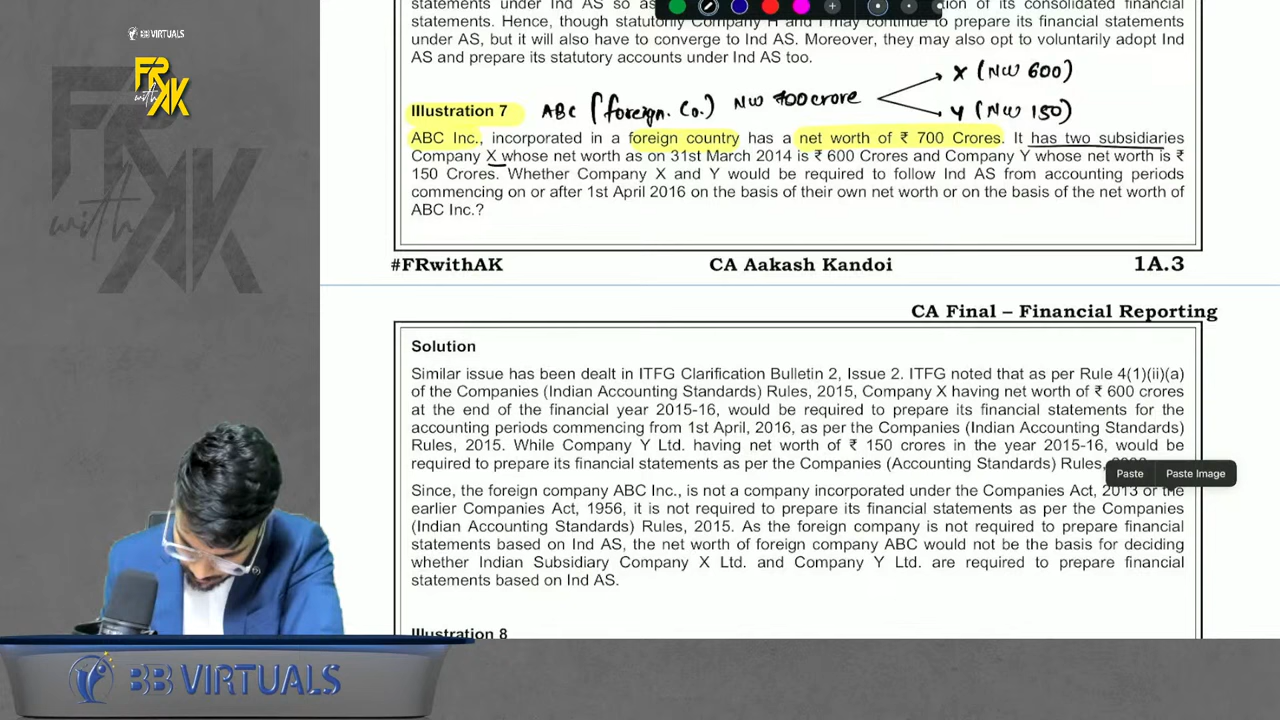 BB VIRTUALS
FR
with
AK
FR
with
AK
statements under Ind AS so as ion of its consolidated financial
statements. Hence, though statutorily Company H and I may continue to prepare its financial statements
under AS, but it will also have to converge to Ind AS. Moreover, they may also opt to voluntarily adopt Ind
AS and prepare its statutory accounts under Ind AS too.
X (NW 600)
Illustration 7 ABC (foreign. Co.) NW 700crore
Y (NW 150)
ABC Inc., incorporated in a foreign country has a net worth of ₹ 700 Crores. It has two subsidiaries
Company X whose net worth as on 31st March 2014 is ₹ 600 Crores and Company Y whose net worth is ₹
150 Crores. Whether Company X and Y would be required to follow Ind AS from accounting periods
commencing on or after 1st April 2016 on the basis of their own net worth or on the basis of the net worth of
ABC Inc.?
#FRwithAK CA Aakash Kandoi 1A.3
CA Final – Financial Reporting
Solution
Similar issue has been dealt in ITFG Clarification Bulletin 2, Issue 2. ITFG noted that as per Rule 4(1)(ii)(a)
of the Companies (Indian Accounting Standards) Rules, 2015, Company X having net worth of ₹ 600 crores
at the end of the financial year 2015-16, would be required to prepare its financial statements for the
accounting periods commencing from 1st April, 2016, as per the Companies (Indian Accounting Standards)
Rules, 2015. While Company Y Ltd. having net worth of ₹ 150 crores in the year 2015-16, would be
required to prepare its financial statements as per the Companies (Accounting Standards) Rules,
Paste Paste Image
Since, the foreign company ABC Inc., is not a company incorporated under the Companies Act, 2013 or the
earlier Companies Act, 1956, it is not required to prepare its financial statements as per the Companies
(Indian Accounting Standards) Rules, 2015. As the foreign company is not required to prepare financial
statements based on Ind AS, the net worth of foreign company ABC would not be the basis for deciding
whether Indian Subsidiary Company X Ltd. and Company Y Ltd. are required to prepare financial
statements based on Ind AS.
Illustration 8
BB VIRTUALS